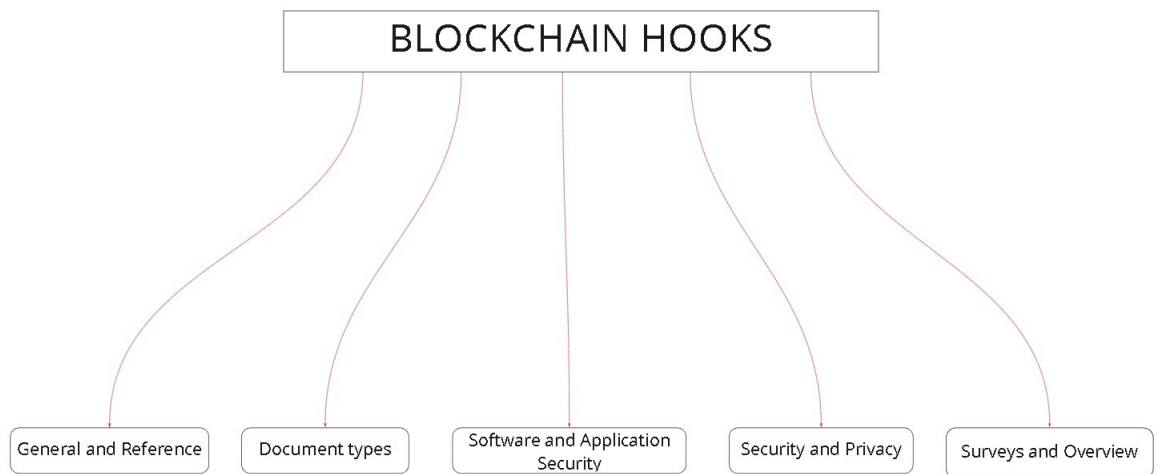 BLOCKCHAIN HOOKS
General and Reference
Document types
Software and Application
Security
Security and Privacy
Surveys and Overview